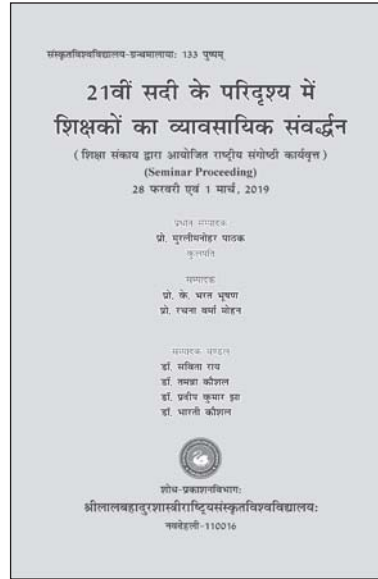 संस्कृतविश्वविद्यालय-ग्रन्थमालायाः 133 पुष्पम्
21वीं सदी के परिदृश्य में
शिक्षकों का व्यावसायिक संवर्द्धन
( शिक्षा संकाय द्वारा आयोजित राष्ट्रीय संगोष्ठी कार्यवृत्त )
(Seminar Proceeding)
28 फरवरी एवं 1 मार्च, 2019
प्रधान सम्पादक
प्रो. मुरलीमनोहर पाठक
कुलपति
सम्पादक
प्रो. के. भरत भूषण
प्रो. रचना वर्मा मोहन
सम्पादक मण्डल
डॉ. सविता राय
डॉ. तमन्ना कौशल
डॉ. प्रदीप कुमार झा
डॉ. भारती कौशल
शोध-प्रकाशनविभागः
श्रीलालबहादुरशास्त्रीराष्ट्रियसंस्कृतविश्वविद्यालयः
नवदेहली-110016